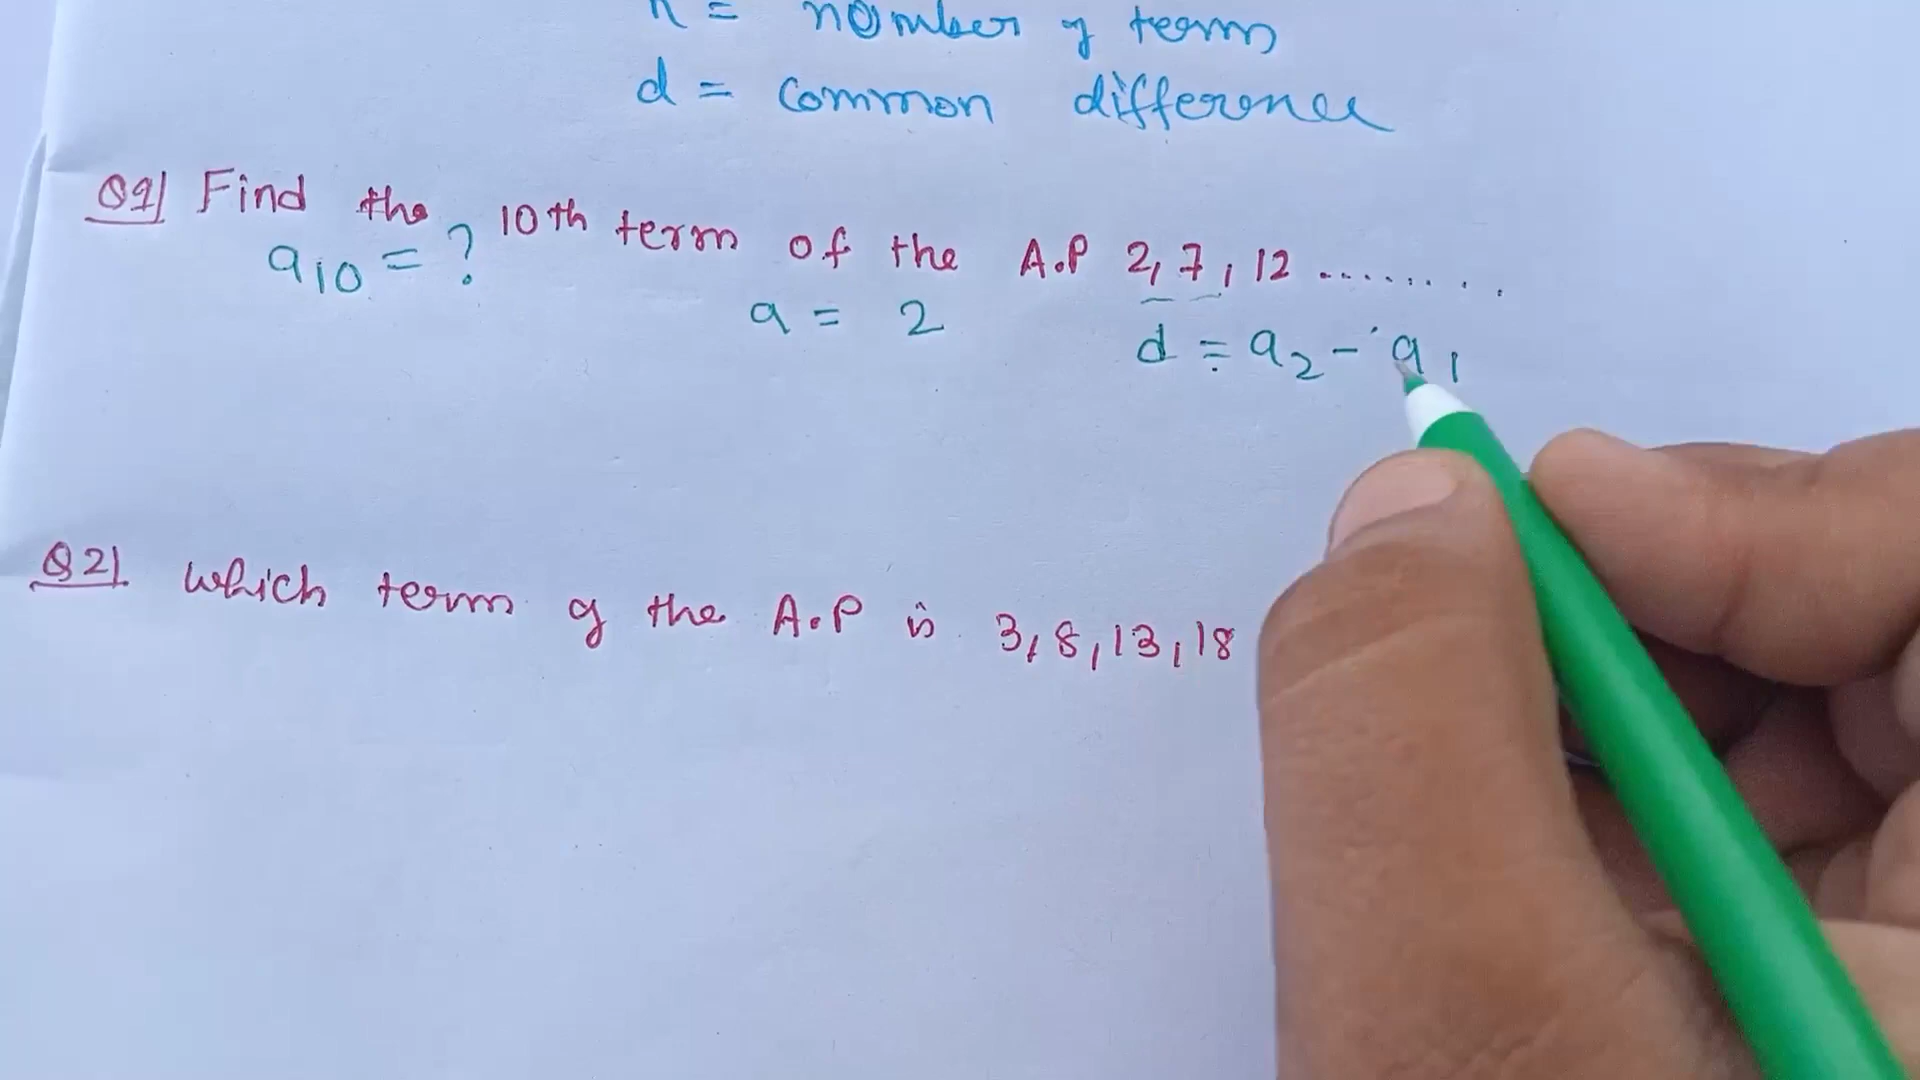 n = number of term
d = common difference
Q1| Find the 10th term of the A.P 2, 7, 12 .........
a10 = ?
a = 2
d = a2 - a1
Q2| which term of the A.P is 3, 8, 13, 18